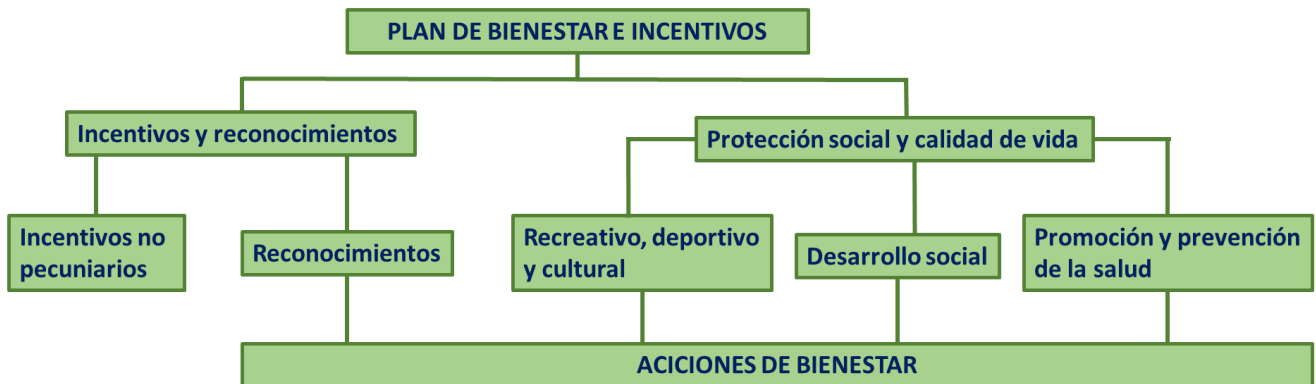 PLAN DE BIENESTAR E INCENTIVOS
Incentivos y reconocimientos
Protección social y calidad de vida
Incentivos no
pecuniarios
Reconocimientos
Recreativo, deportivo
y cultural
Desarrollo social
Promoción y prevención
de la salud
ACICIONES DE BIENESTAR